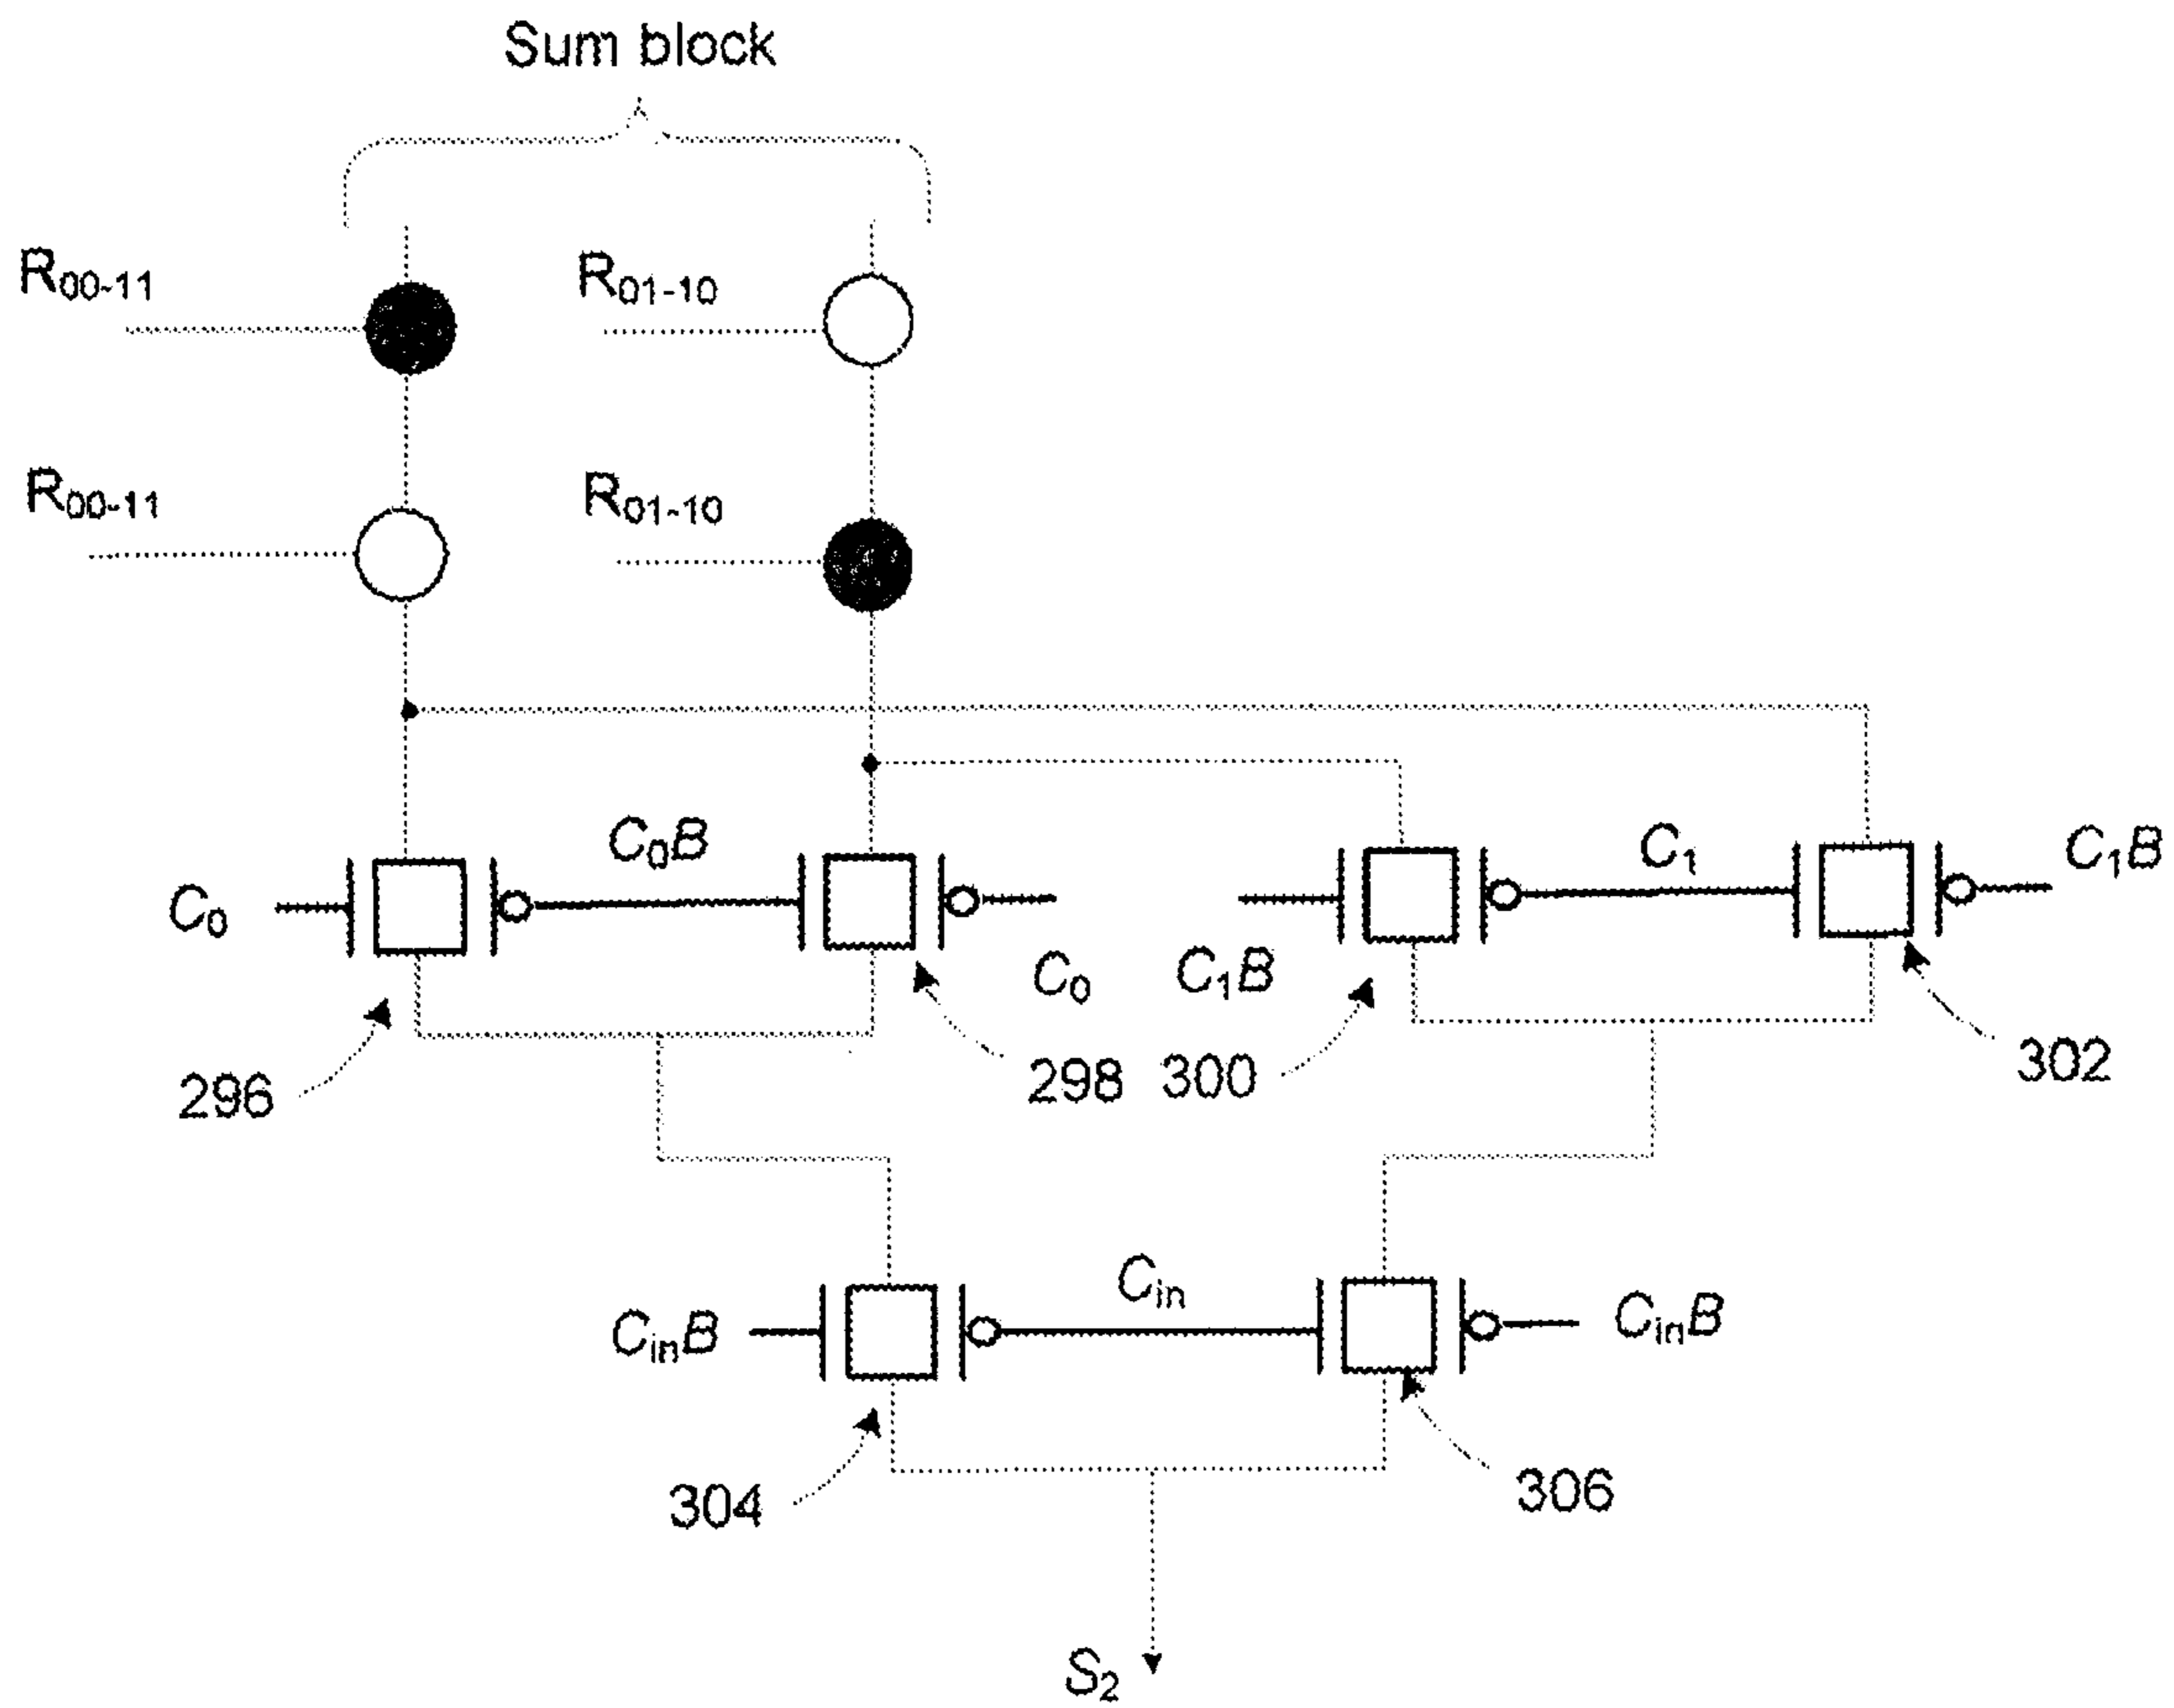 Sum block
R00-11
R01-10
R00-11
R01-10
C0
C0B
C0
C1B
C1
C1B
296
298
300
302
CinB
Cin
CinB
304
306
S2